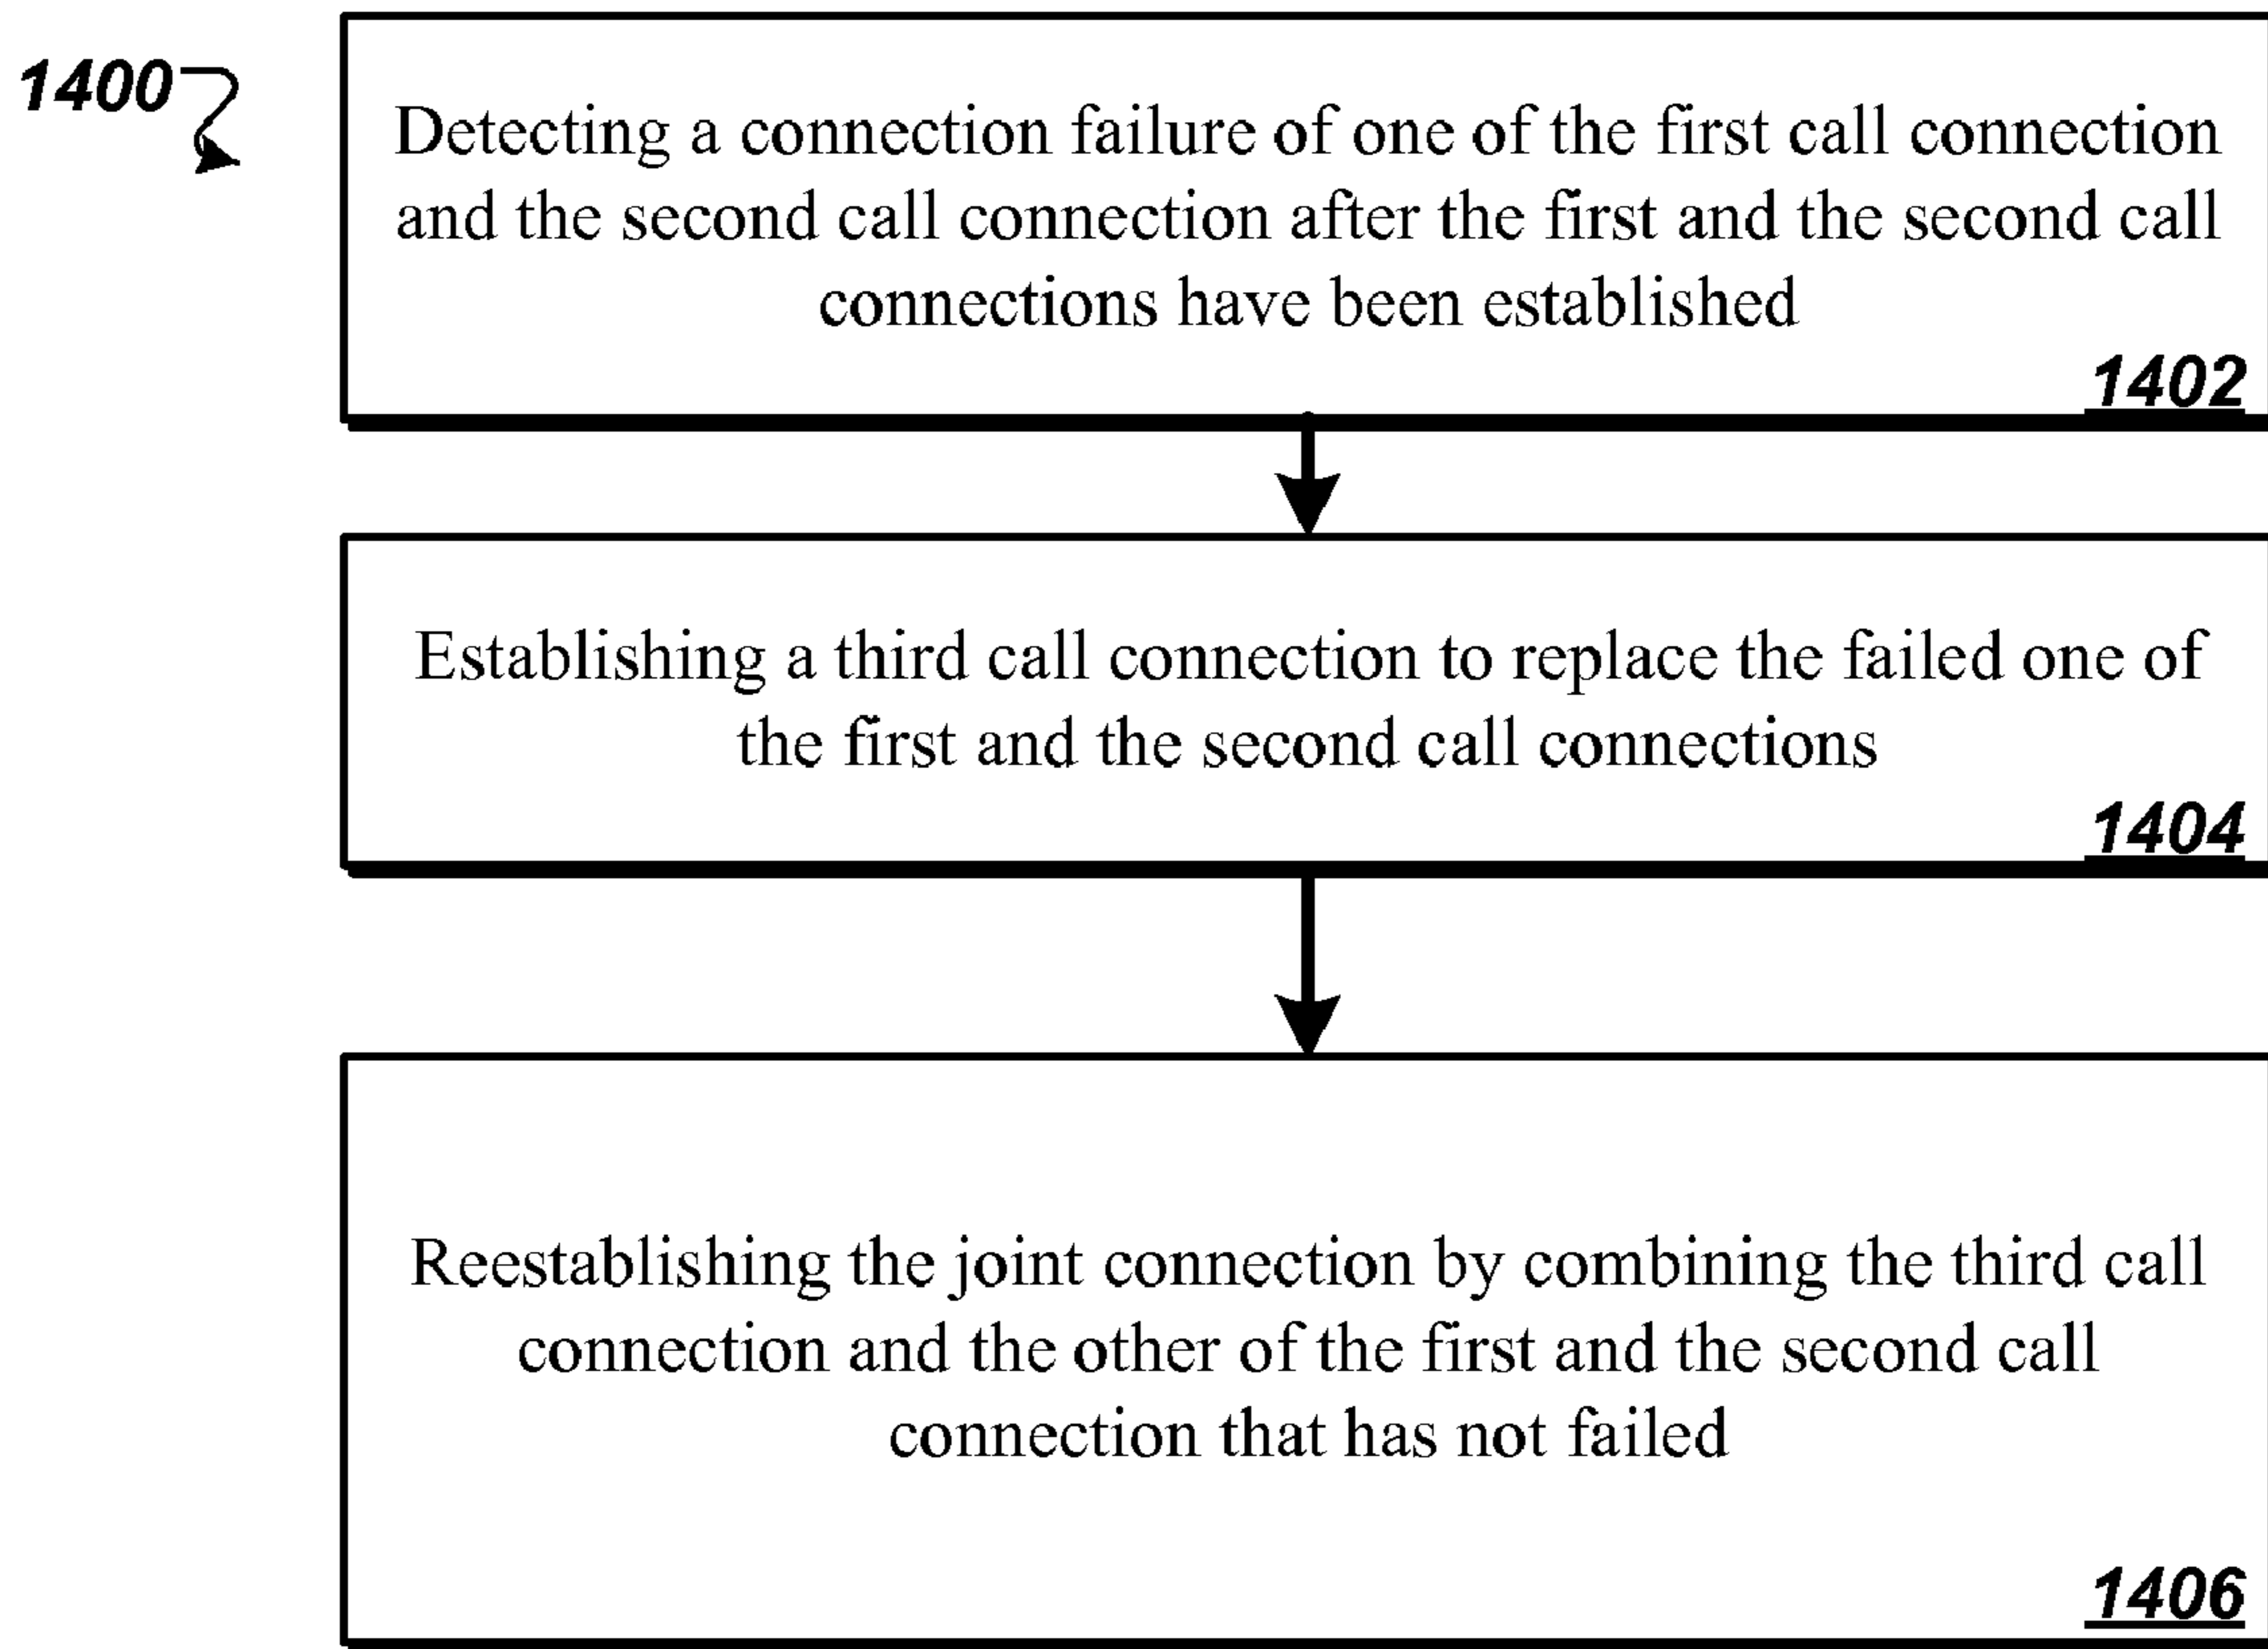 1400
Detecting a connection failure of one of the first call connection
and the second call connection after the first and the second call
connections have been established
1402
Establishing a third call connection to replace the failed one of
the first and the second call connections
1404
Reestablishing the joint connection by combining the third call
connection and the other of the first and the second call
connection that has not failed
1406